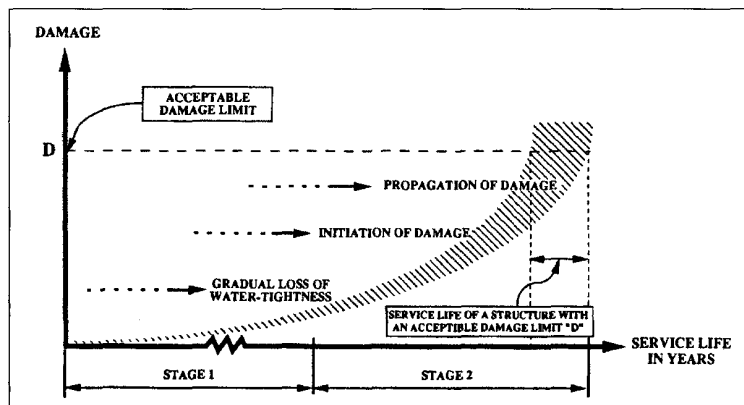 DAMAGE
ACCEPTABLE
DAMAGE LIMIT
D
PROPAGATION OF DAMAGE
INITIATION OF DAMAGE
GRADUAL LOSS OF
WATER-TIGHTNESS
SERVICE LIFE OF A STRUCTURE WITH
AN ACCEPTIBLE DAMAGE LIMIT "D"
SERVICE LIFE
IN YEARS
STAGE 1
STAGE 2